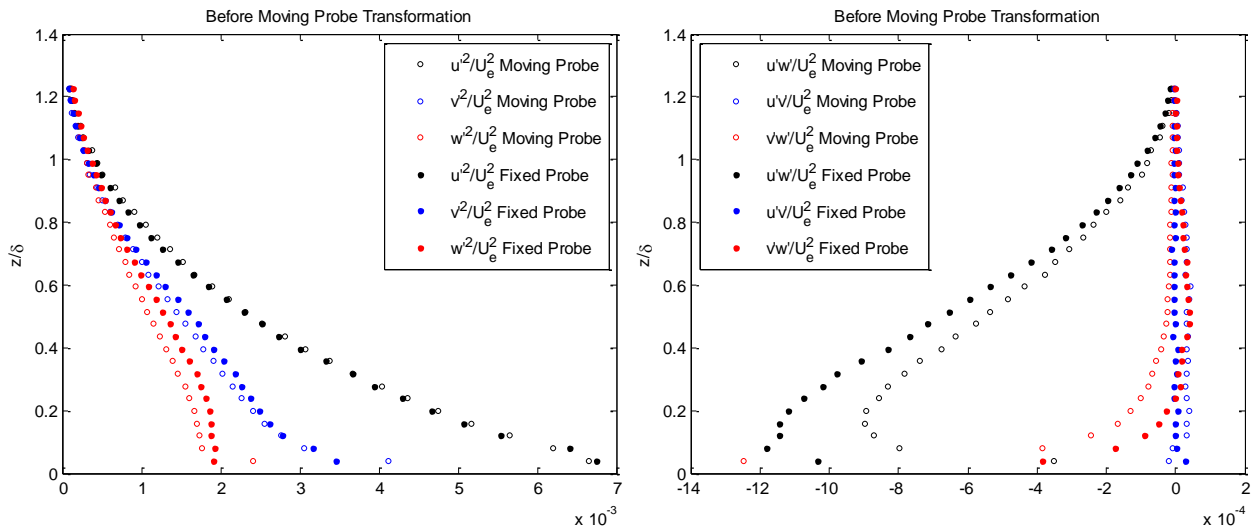 Before Moving Probe Transformation
1.4
1.2
1
0.8
0.6
0.4
0.2
0
z/δ
u'²/Uₑ² Moving Probe
v'²/Uₑ² Moving Probe
w'²/Uₑ² Moving Probe
u'²/Uₑ² Fixed Probe
v'²/Uₑ² Fixed Probe
w'²/Uₑ² Fixed Probe
0 1 2 3 4 5 6 7
x 10⁻³
Before Moving Probe Transformation
1.4
1.2
1
0.8
0.6
0.4
0.2
0
z/δ
u'w'/Uₑ² Moving Probe
u'v'/Uₑ² Moving Probe
v'w'/Uₑ² Moving Probe
u'w'/Uₑ² Fixed Probe
u'v'/Uₑ² Fixed Probe
v'w'/Uₑ² Fixed Probe
-14 -12 -10 -8 -6 -4 -2 0 2
x 10⁻⁴